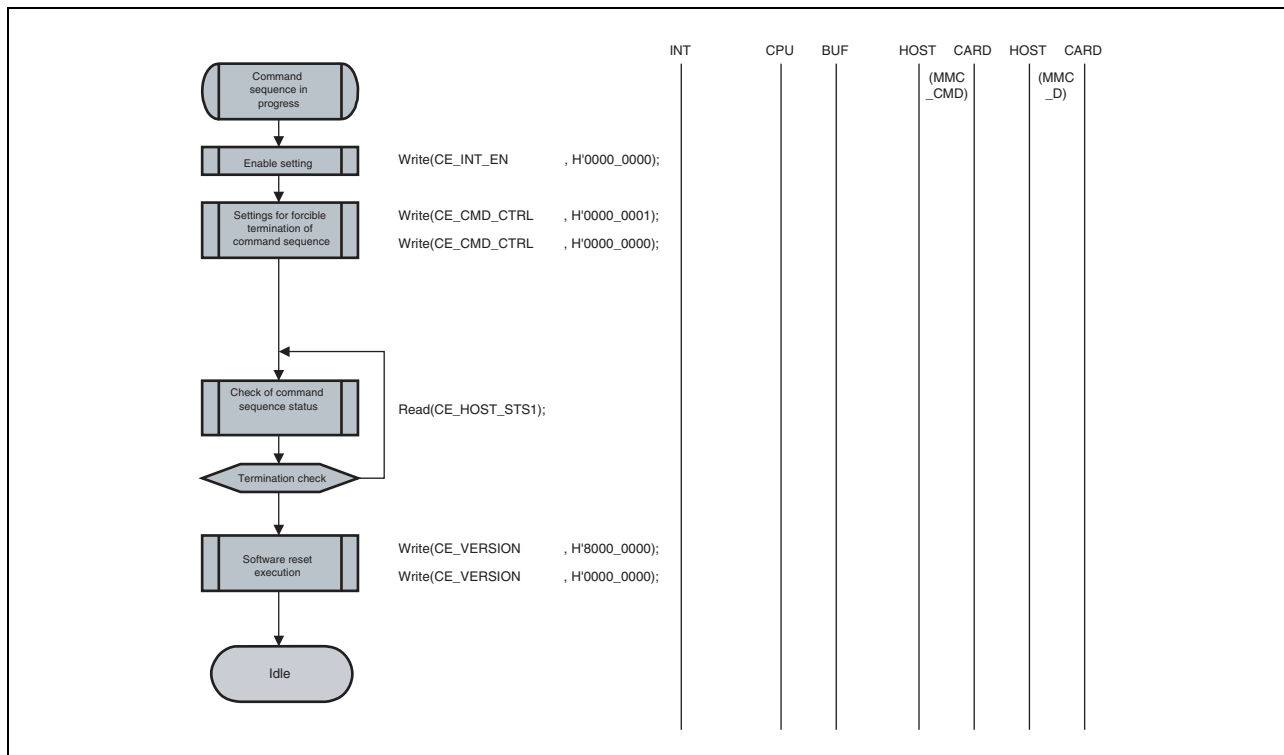 INT CPU BUF HOST CARD HOST CARD
(MMC
_CMD)
(MMC
_D)
Command
sequence in
progress
Enable setting
Write(CE_INT_EN , H'0000_0000);
Settings for forcible
termination of
command sequence
Write(CE_CMD_CTRL , H'0000_0001);
Write(CE_CMD_CTRL , H'0000_0000);
Check of command
sequence status
Read(CE_HOST_STS1);
Termination check
Software reset
execution
Write(CE_VERSION , H'8000_0000);
Write(CE_VERSION , H'0000_0000);
Idle